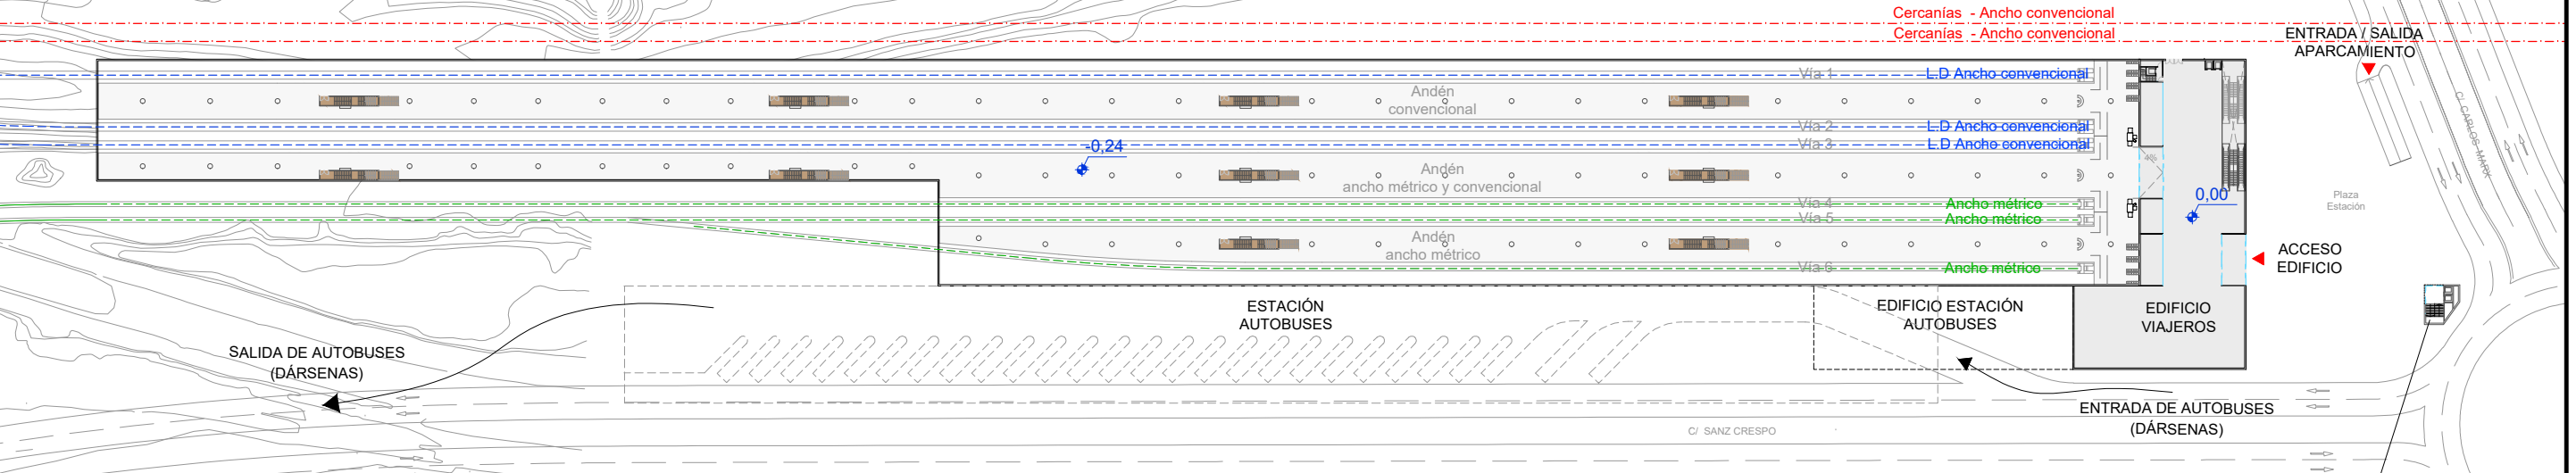 Cercanías - Ancho convencional
Cercanías - Ancho convencional
ENTRADA / SALIDA
APARCAMIENTO
Vía 1
L.D Ancho convencional
Andén
convencional
C/ CARLOS MARX
Vía 2
L.D Ancho convencional
Vía 3
L.D Ancho convencional
-0,24
4%
Andén
ancho métrico y convencional
0,00
Plaza
Estación
Vía 4
Ancho métrico
Vía 5
Ancho métrico
Andén
ancho métrico
ACCESO
EDIFICIO
Vía 6
Ancho métrico
ESTACIÓN
AUTOBUSES
EDIFICIO ESTACIÓN
AUTOBUSES
EDIFICIO
VIAJEROS
SALIDA DE AUTOBUSES
(DÁRSENAS)
ENTRADA DE AUTOBUSES
(DÁRSENAS)
C/ SANZ CRESPO